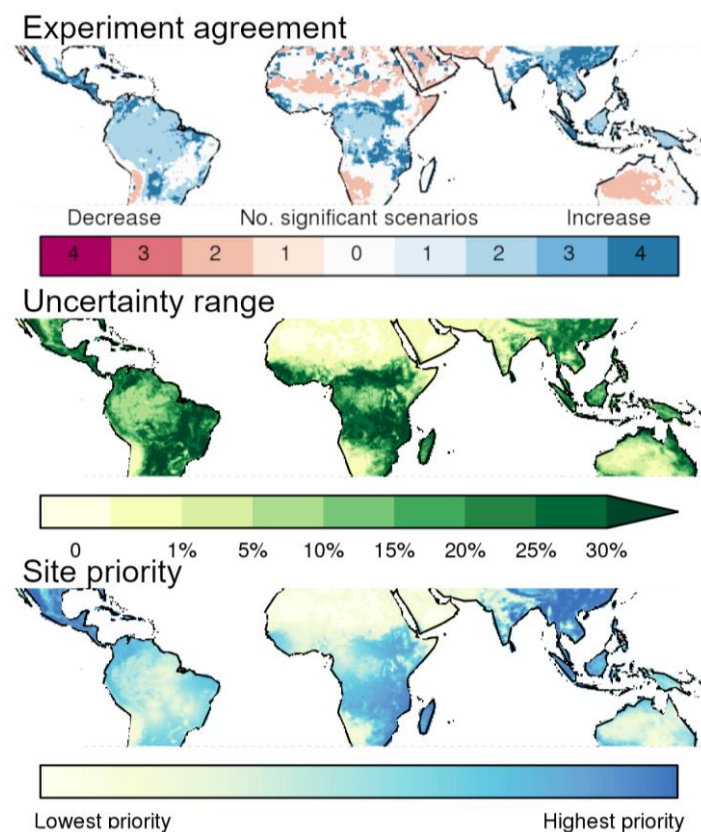 Experiment agreement
Decrease No. significant scenarios Increase
4 3 2 1 0 1 2 3 4
Uncertainty range
0 1% 5% 10% 15% 20% 25% 30%
Site priority
Lowest priority Highest priority